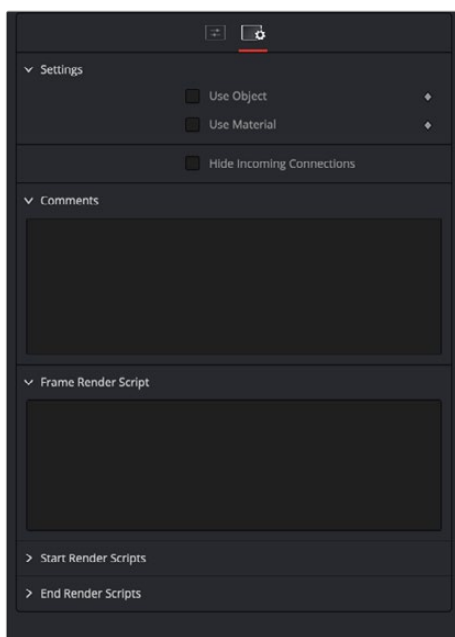 Settings
Use Object
Use Material
Hide Incoming Connections
Comments
Frame Render Script
Start Render Scripts
End Render Scripts